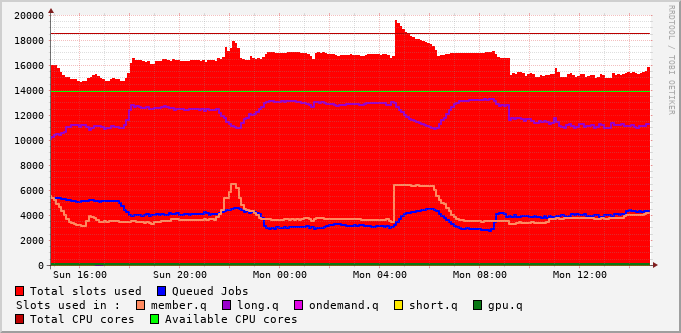 20000
18000
16000
14000
12000
10000
8000
6000
4000
2000
0
Sun 16:00 Sun 20:00 Mon 00:00 Mon 04:00 Mon 08:00 Mon 12:00
RRDTOOL / TOBI OETIKER
Total slots used Queued Jobs
Slots used in : member.q long.q ondemand.q short.q gpu.q
Total CPU cores Available CPU cores